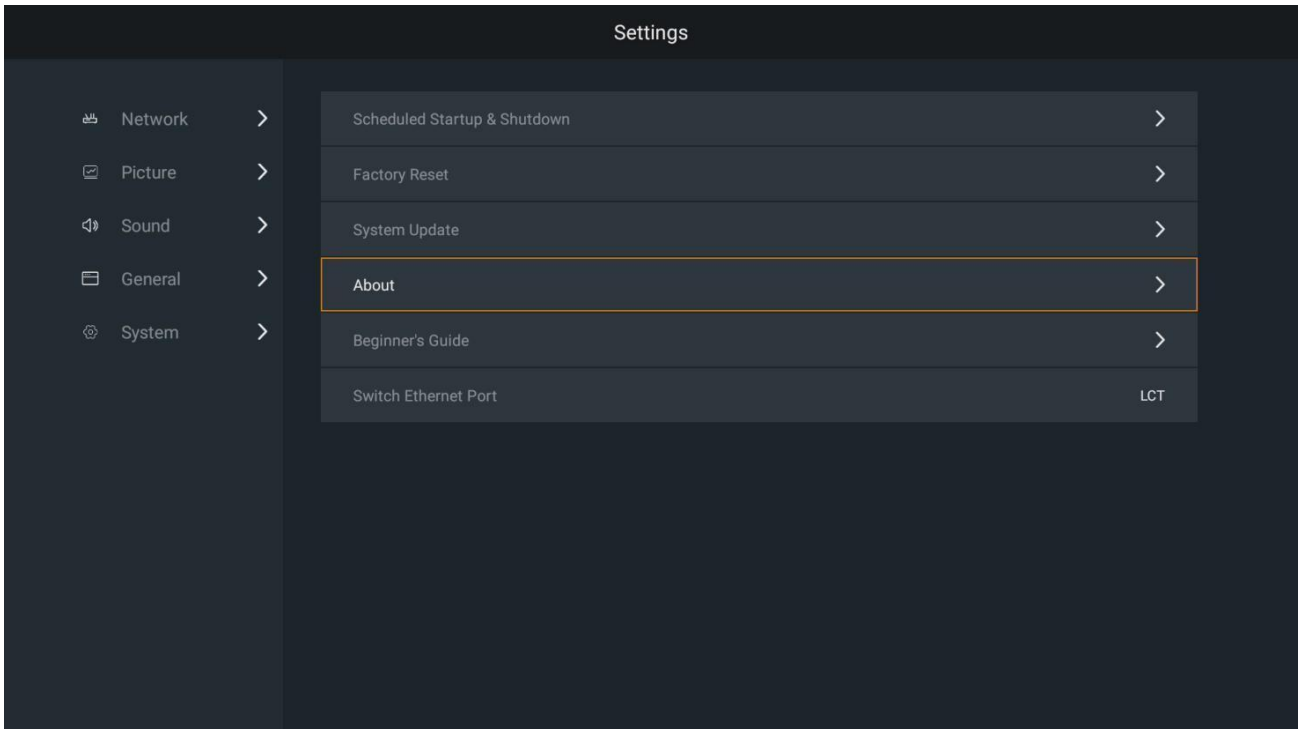 Settings
Network
Picture
Sound
General
System
Scheduled Startup & Shutdown
Factory Reset
System Update
About
Beginner's Guide
Switch Ethernet Port LCT